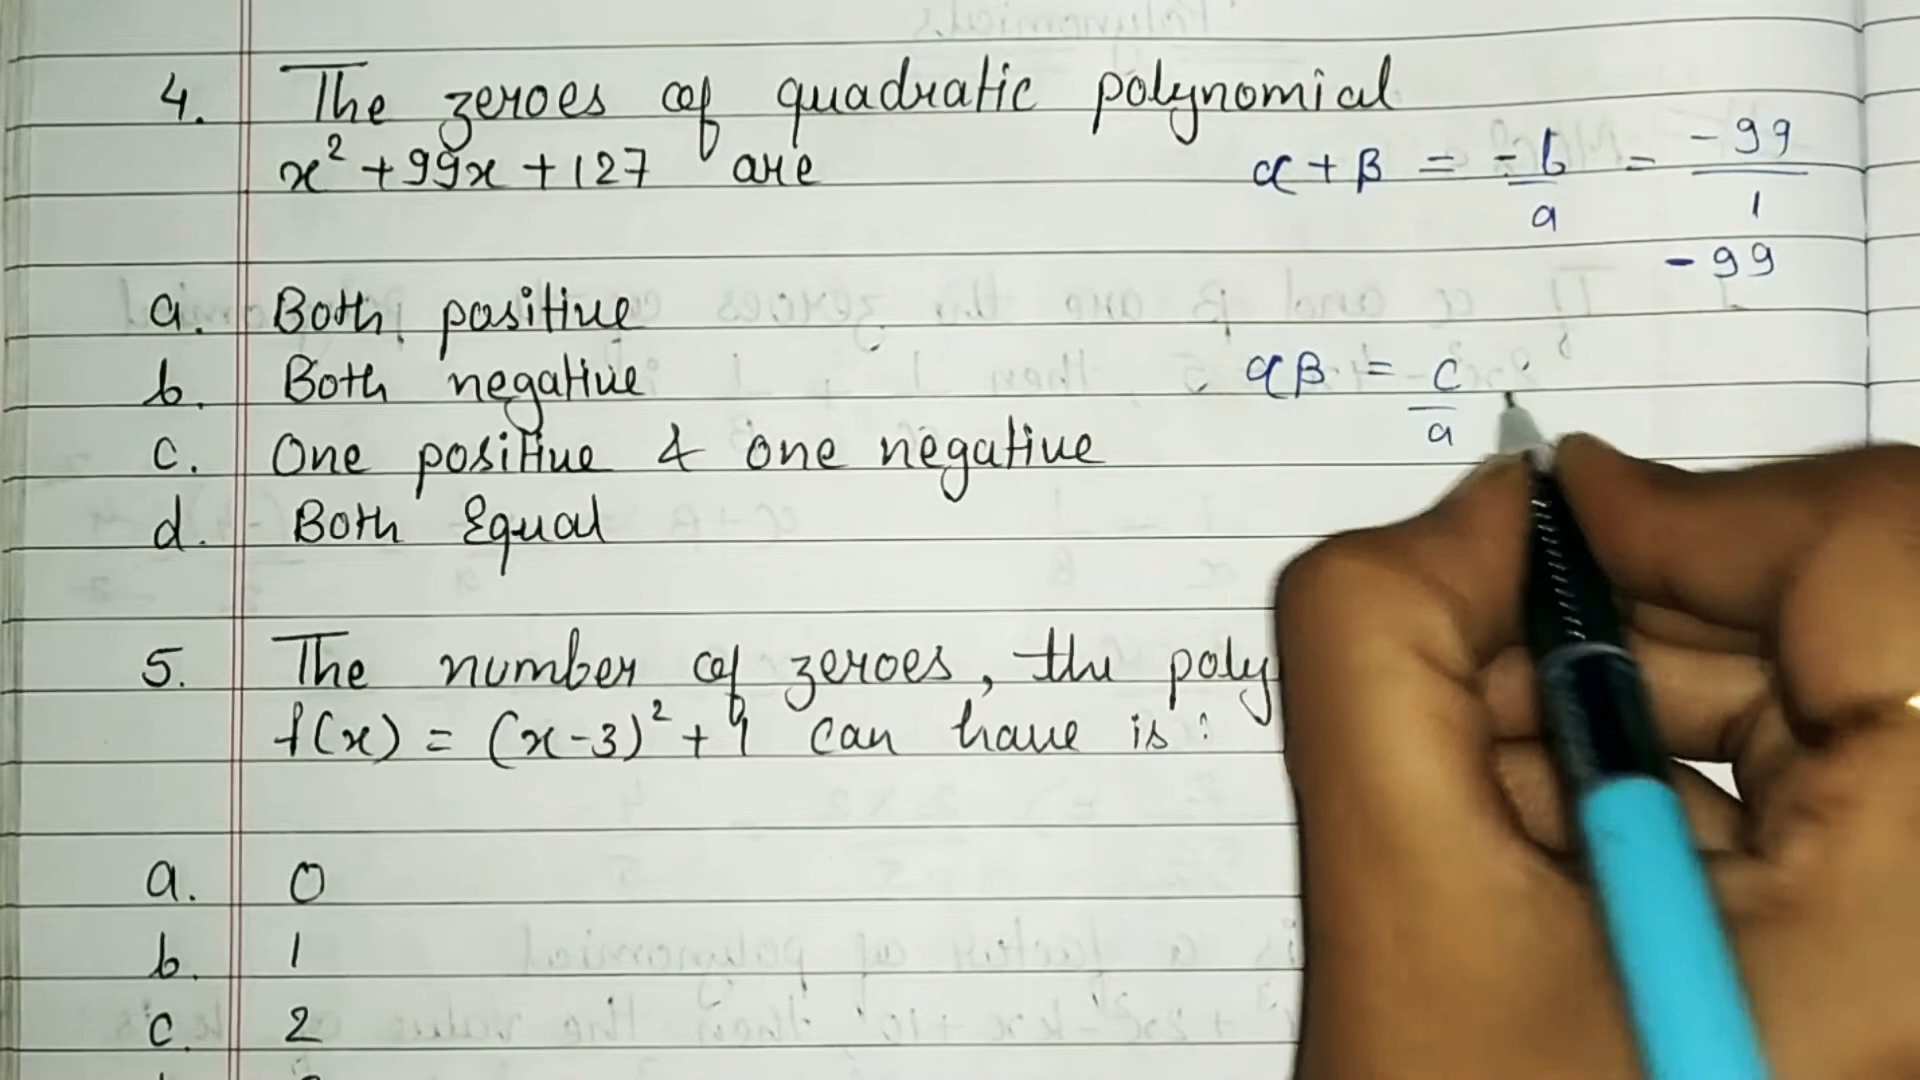 4. The zeroes of quadratic polynomial
x² + 99x + 127 are
α + β = -b/a = -99/1
-99
a. Both positive
b. Both negative
αβ = c/a
c. One positive & one negative
d. Both Equal
5. The number of zeroes, the poly
f(x) = (x-3)² + 1 can have is:
a. 0
b. 1
c. 2